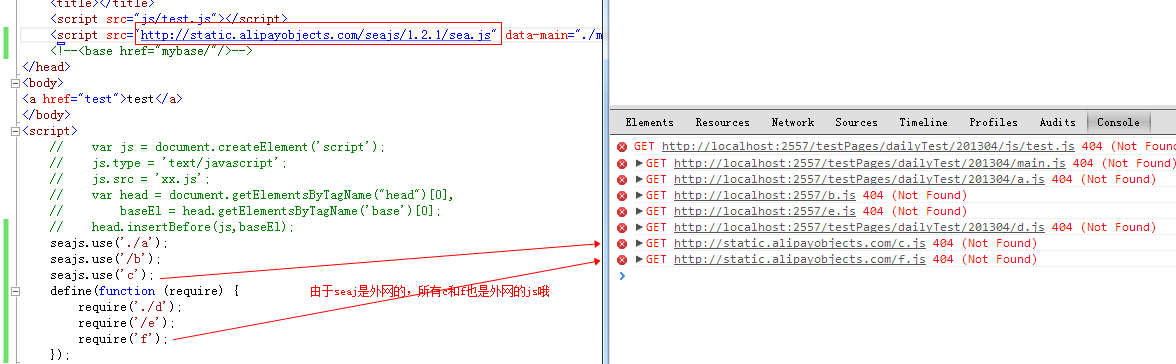 <title></title>
<script src="js/test.js"></script>
<script src="http://static.alipayobjects.com/seajs/1.2.1/sea.js" data-main="./m
<!--<base href="mybase/"/>-->
</head>
<body>
<a href="test">test</a>
</body>
<script>
// var js = document.createElement('script');
// js.type = 'text/javascript';
// js.src = 'xx.js';
// var head = document.getElementsByTagName("head")[0],
// baseEl = head.getElementsByTagName('base')[0];
// head.insertBefore(js,baseEl);
seajs.use('./a');
seajs.use('/b');
seajs.use('c');
define(function (require) {
由于seaj是外网的，所有c和f也是外网的js哦
require('./d');
require('/e');
require('f');
});
Elements Resources Network Sources Timeline Profiles Audits Console
GET http://localhost:2557/testPages/dailyTest/201304/js/test.js 404 (Not Found
GET http://localhost:2557/testPages/dailyTest/201304/main.js 404 (Not Foun
GET http://localhost:2557/testPages/dailyTest/201304/a.js 404 (Not Found)
GET http://localhost:2557/b.js 404 (Not Found)
GET http://localhost:2557/e.js 404 (Not Found)
GET http://localhost:2557/testPages/dailyTest/201304/d.js 404 (Not Found)
GET http://static.alipayobjects.com/c.js 404 (Not Found)
GET http://static.alipayobjects.com/f.js 404 (Not Found)